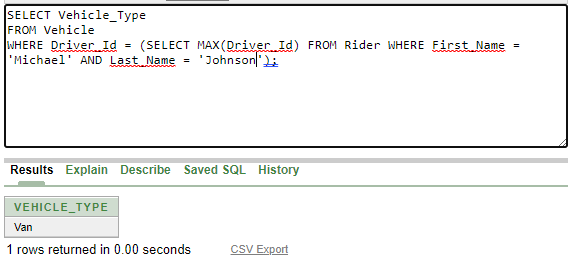 SELECT Vehicle_Type
FROM Vehicle
WHERE Driver_Id = (SELECT MAX(Driver_Id) FROM Rider WHERE First_Name =
'Michael' AND Last_Name = 'Johnson');
Results Explain Describe Saved SQL History
VEHICLE_TYPE
Van
1 rows returned in 0.00 seconds CSV Export